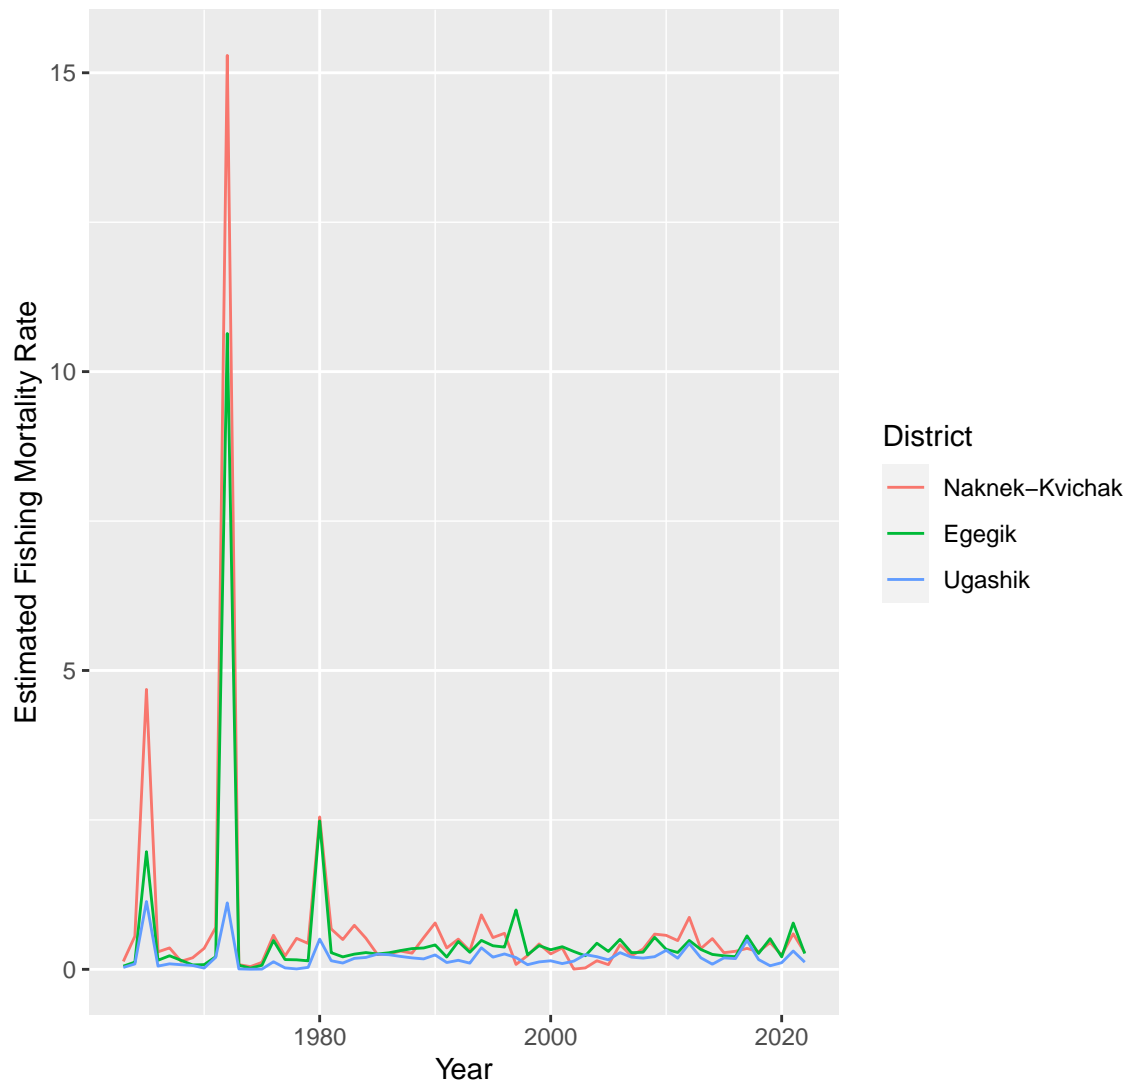 Estimated Fishing Mortality Rate
15
10
5
0
1980
2000
2020
Year
District
Naknek−Kvichak
Egegik
Ugashik